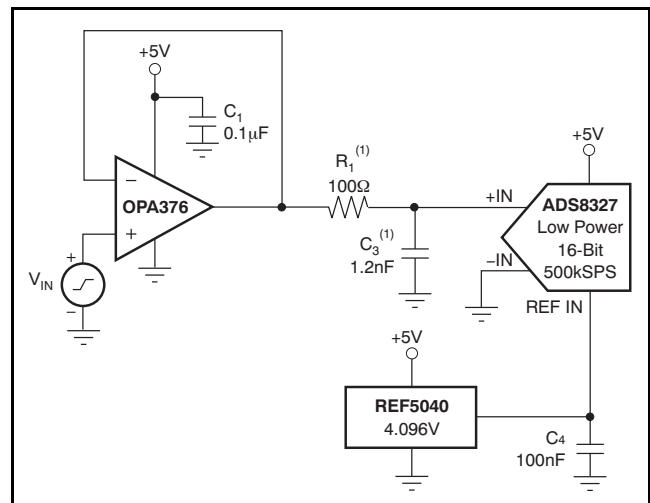 +5V
C1
0.1μF
−
OPA376
+
+
VIN
−
R1(1)
100Ω
C3(1)
1.2nF
+5V
+IN
ADS8327
Low Power
16-Bit
500kSPS
−IN
REF IN
+5V
REF5040
4.096V
C4
100nF